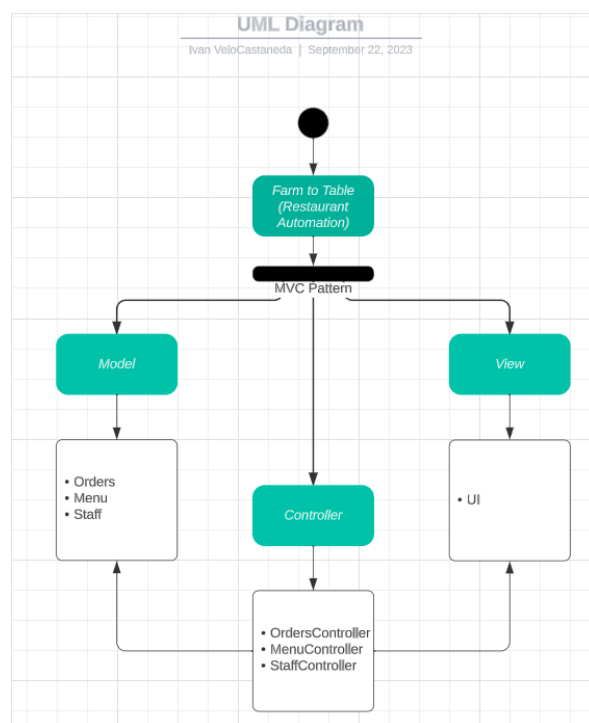 UML Diagram
Ivan VeloCastaneda | September 22, 2023
Farm to Table
(Restaurant
Automation)
MVC Pattern
Model
View
• Orders
• Menu
• Staff
Controller
• UI
• OrdersController
• MenuController
• StaffController